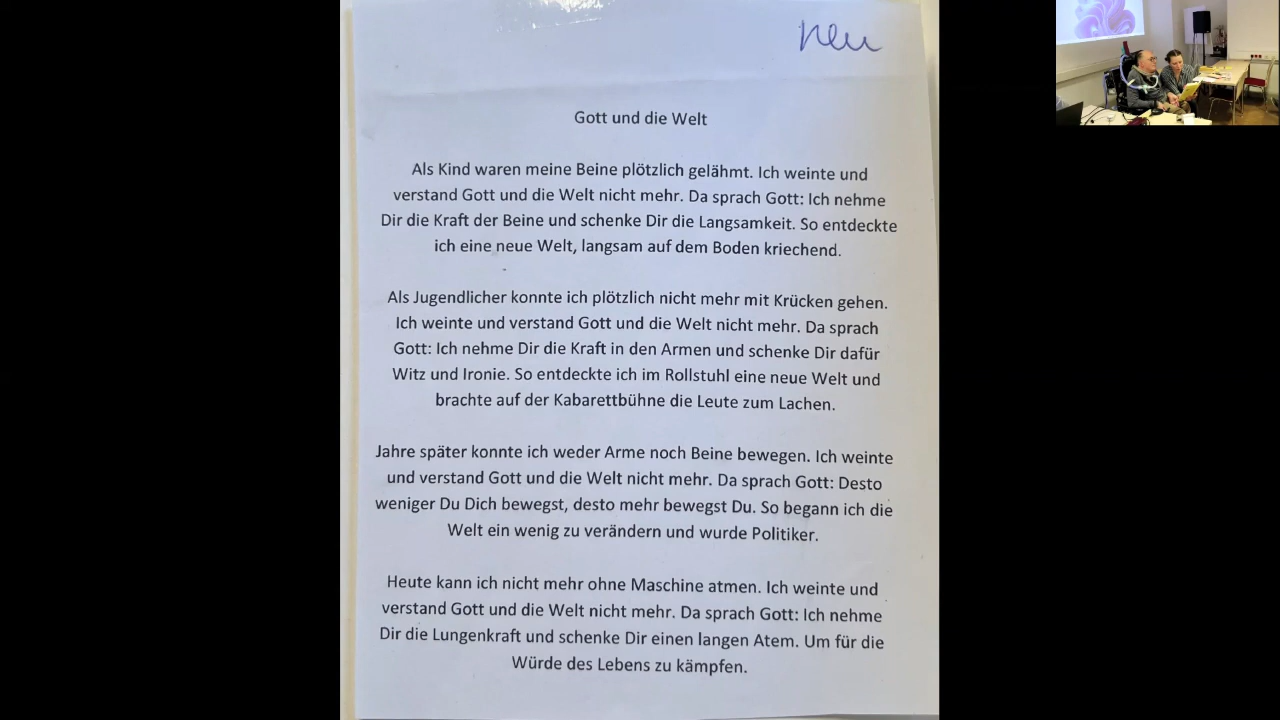 neu
Gott und die Welt
Als Kind waren meine Beine plötzlich gelähmt. Ich weinte und
verstand Gott und die Welt nicht mehr. Da sprach Gott: Ich nehme
Dir die Kraft der Beine und schenke Dir die Langsamkeit. So entdeckte
ich eine neue Welt, langsam auf dem Boden kriechend.
Als Jugendlicher konnte ich plötzlich nicht mehr mit Krücken gehen.
Ich weinte und verstand Gott und die Welt nicht mehr. Da sprach
Gott: Ich nehme Dir die Kraft in den Armen und schenke Dir dafür
Witz und Ironie. So entdeckte ich im Rollstuhl eine neue Welt und
brachte auf der Kabarettbühne die Leute zum Lachen.
Jahre später konnte ich weder Arme noch Beine bewegen. Ich weinte
und verstand Gott und die Welt nicht mehr. Da sprach Gott: Desto
weniger Du Dich bewegst, desto mehr bewegst Du. So begann ich die
Welt ein wenig zu verändern und wurde Politiker.
Heute kann ich nicht mehr ohne Maschine atmen. Ich weinte und
verstand Gott und die Welt nicht mehr. Da sprach Gott: Ich nehme
Dir die Lungenkraft und schenke Dir einen langen Atem. Um für die
Würde des Lebens zu kämpfen.